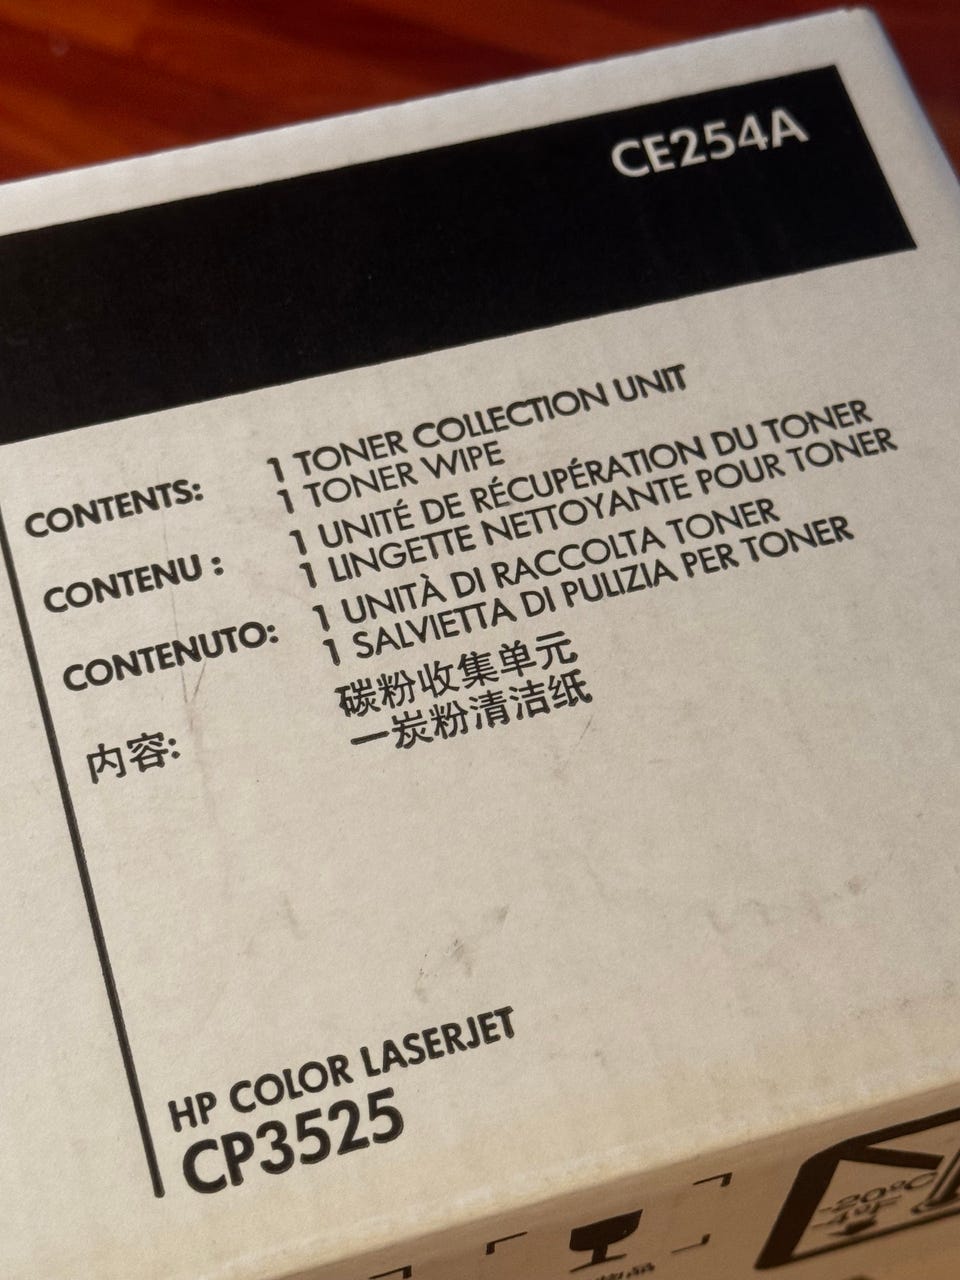 CE254A
CONTENTS: 1 TONER COLLECTION UNIT
1 TONER WIPE
CONTENU : 1 UNITÉ DE RÉCUPÉRATION DU TONER
1 LINGETTE NETTOYANTE POUR TONER
CONTENUTO: 1 UNITÀ DI RACCOLTA TONER
1 SALVIETTA DI PULIZIA PER TONER
内容: 碳粉收集单元
一炭粉清洁纸
HP COLOR LASERJET
CP3525
-20°C
-4°F